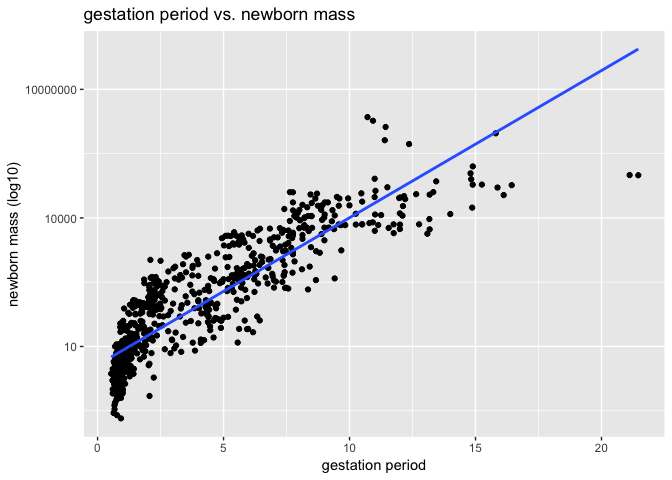 gestation period vs. newborn mass
newborn mass (log10)
10000000
10000
10
0
5
10
15
20
gestation period